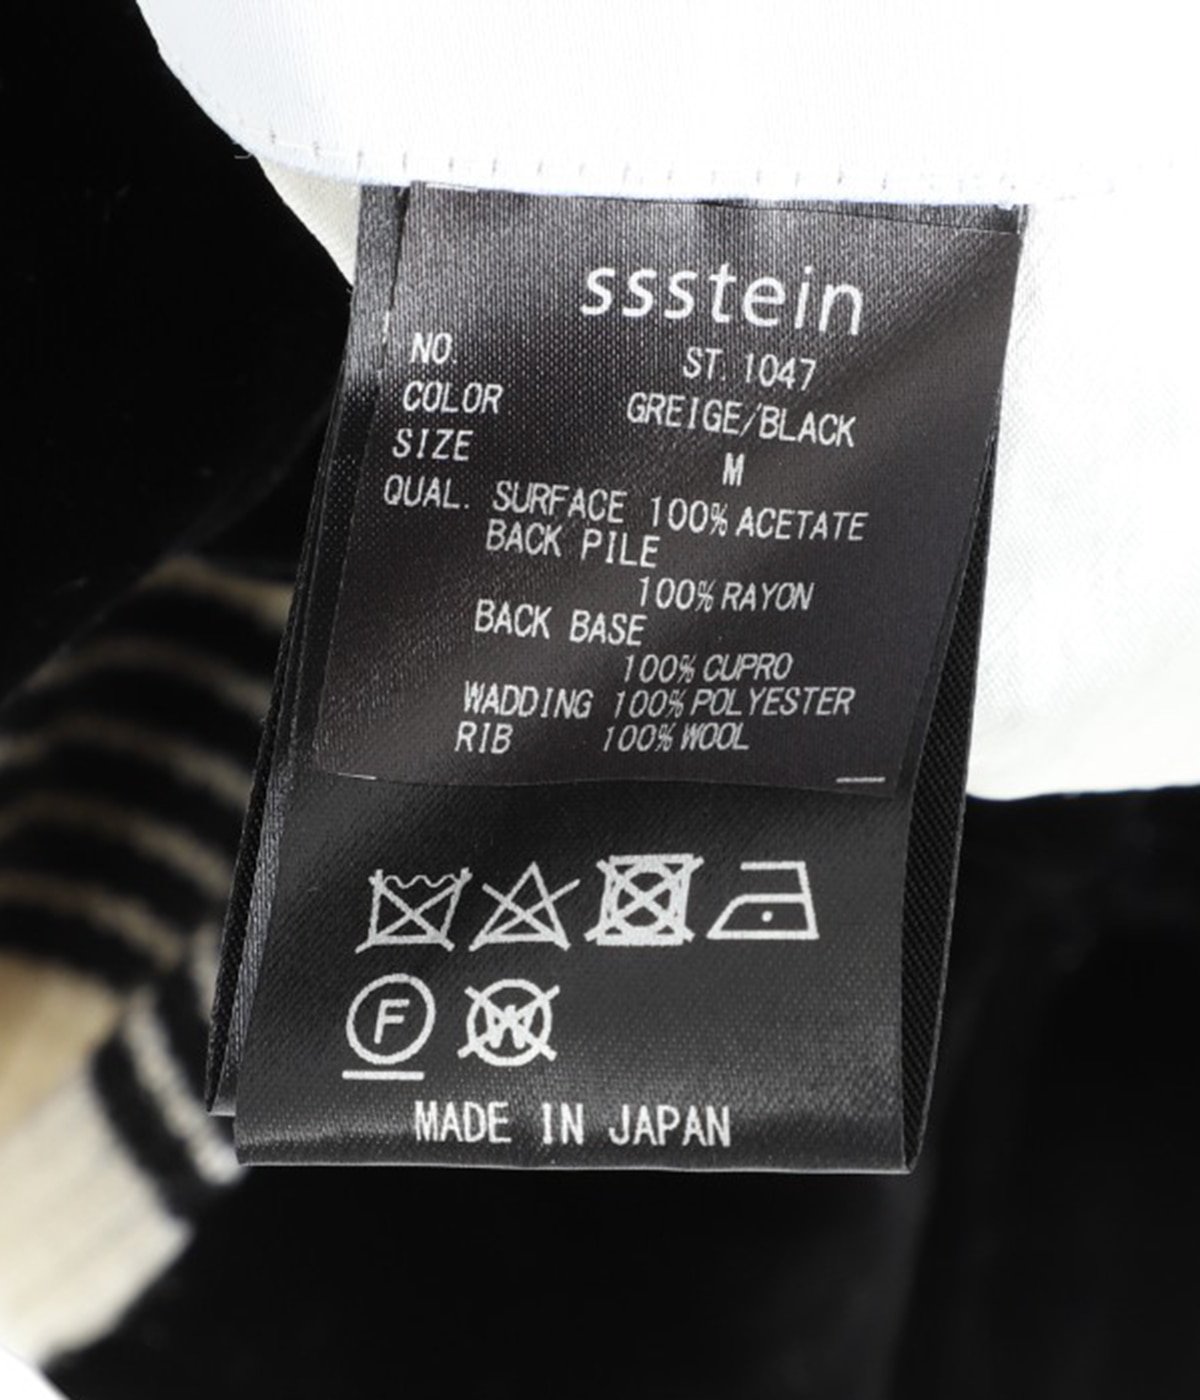 ssstein
NO. ST. 1047
COLOR GREIGE/BLACK
SIZE M
QUAL. SURFACE 100% ACETATE
BACK PILE
100% RAYON
BACK BASE
100% CUPRO
WADDING 100% POLYESTER
RIB 100% WOOL
F W
MADE IN JAPAN